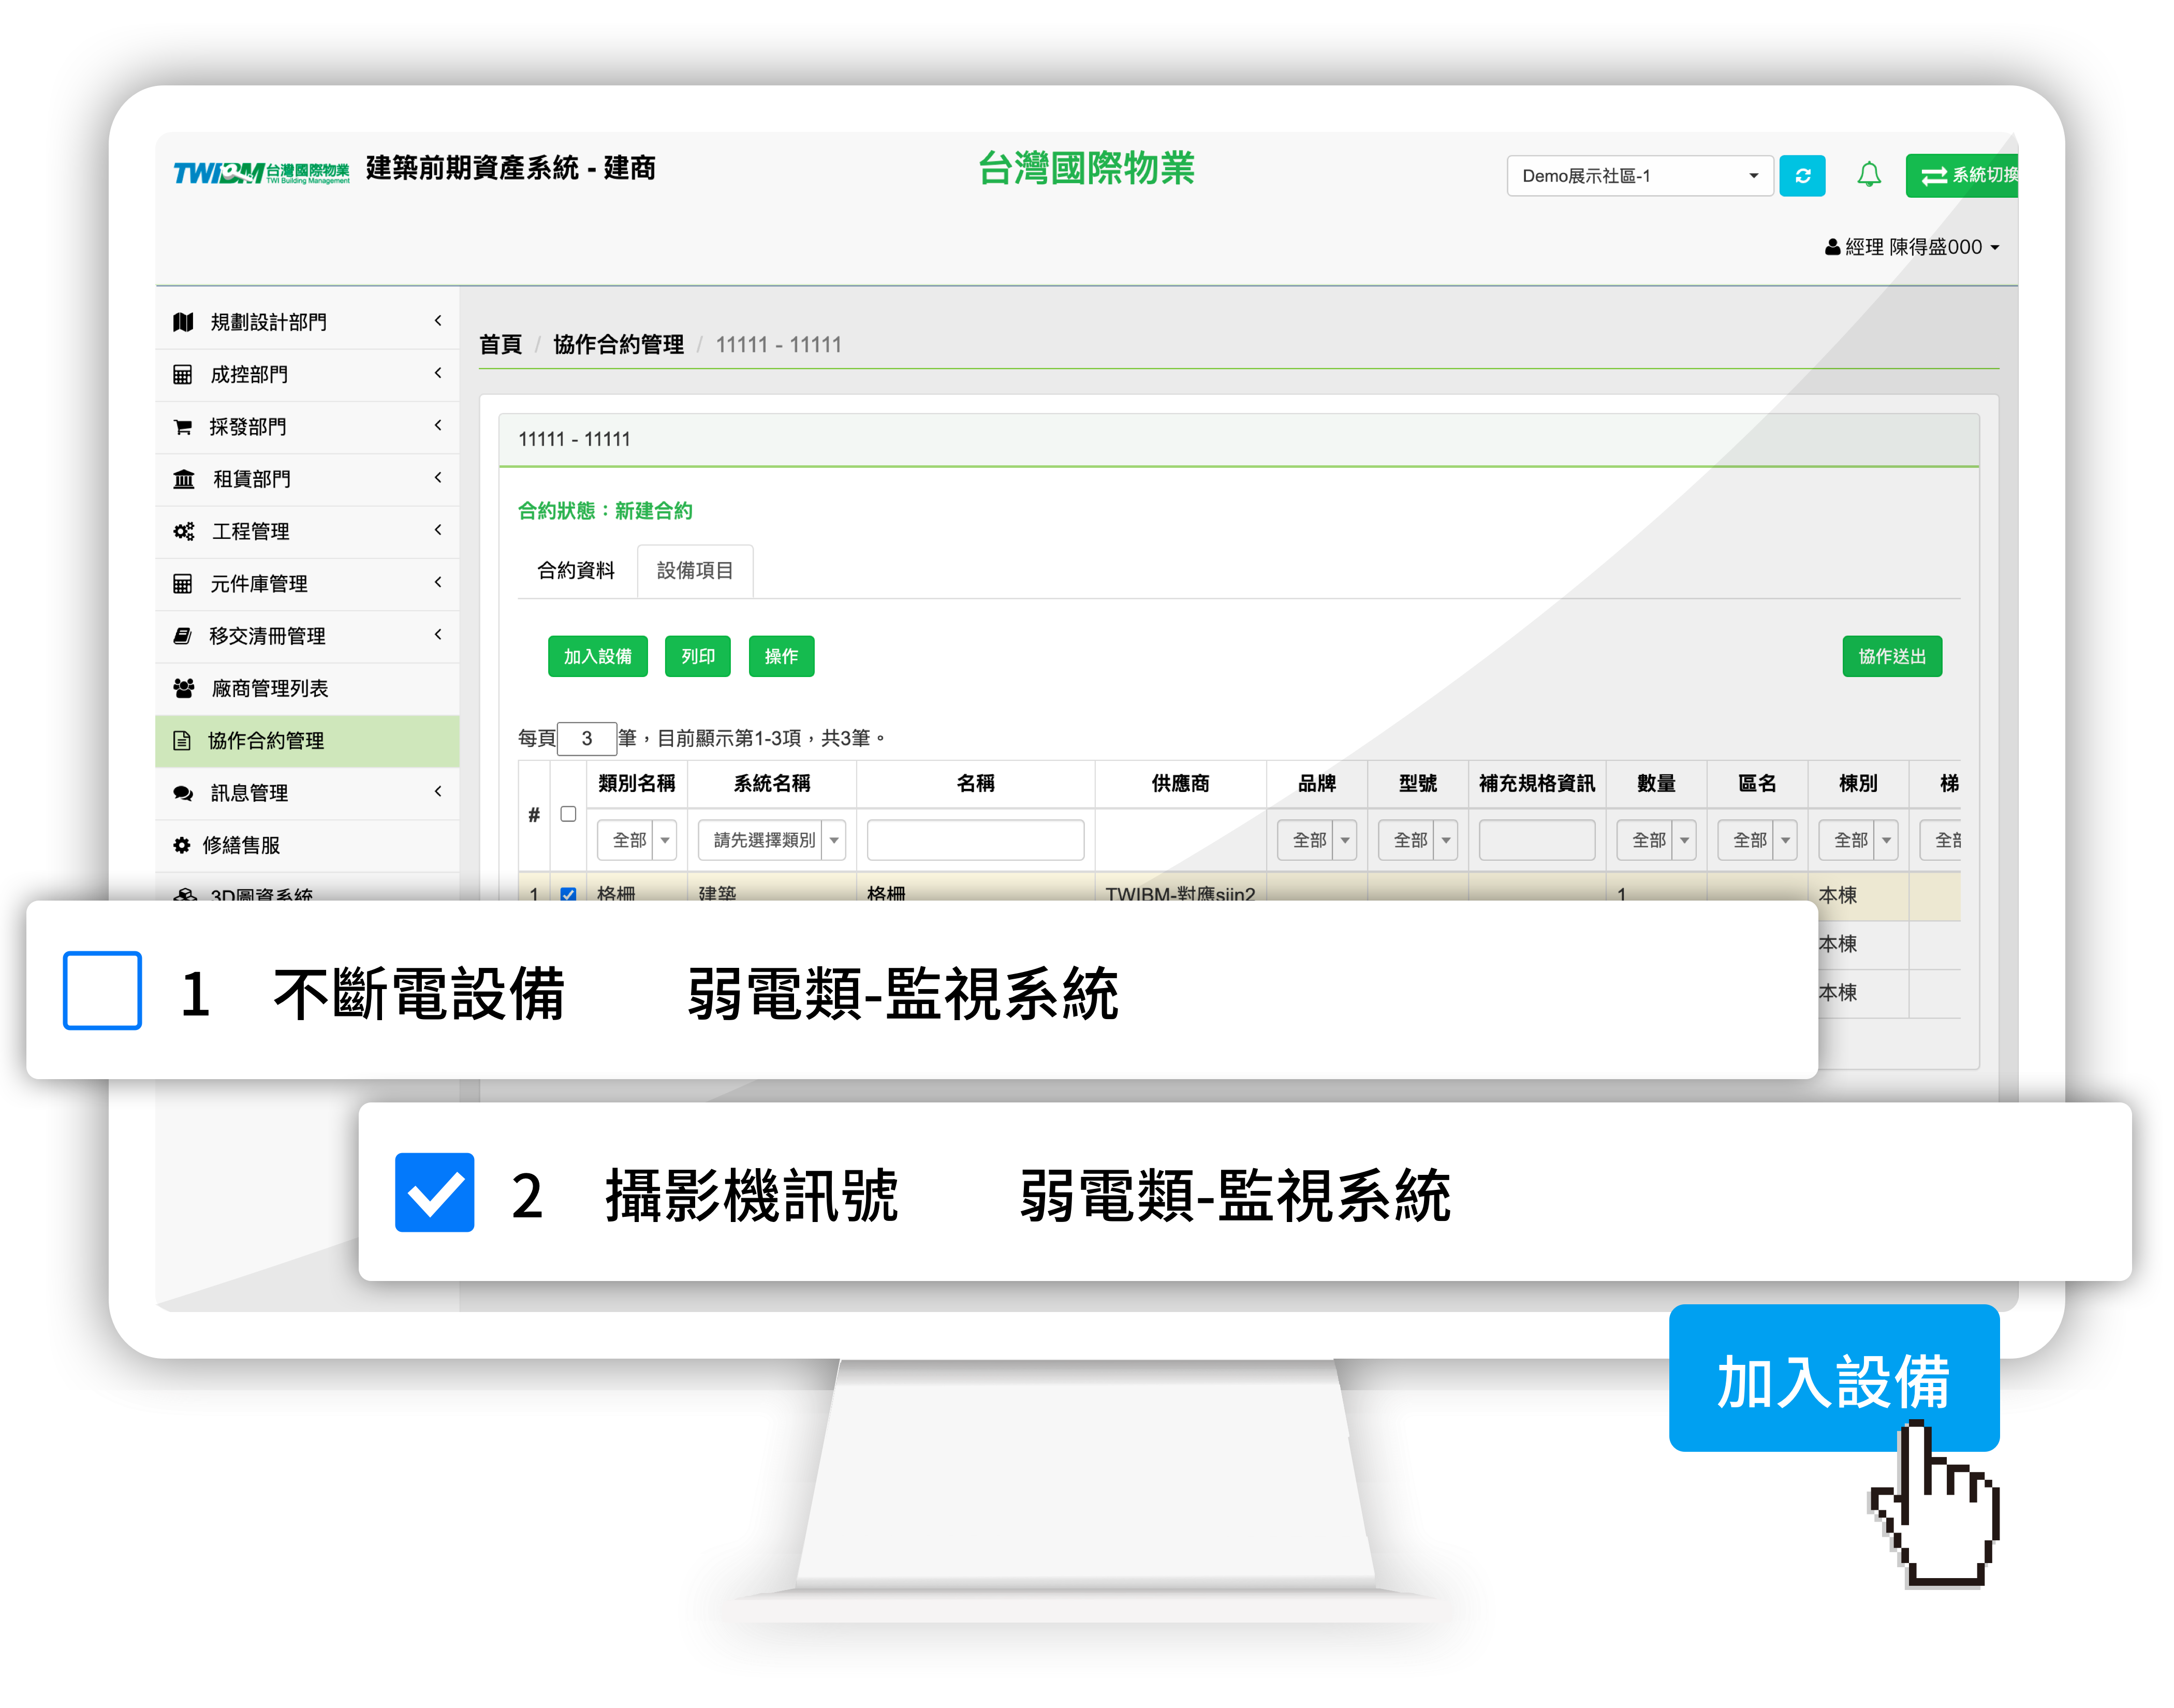 TWIBM 台灣國際物業 TWI Building Management 建築前期資產系統 - 建商
台灣國際物業
Demo展示社區-1
系統切換
經理 陳得盛000
規劃設計部門
成控部門
採發部門
租賃部門
工程管理
元件庫管理
移交清冊管理
廠商管理列表
協作合約管理
訊息管理
修繕售服
3D圖資系統
首頁 / 協作合約管理 / 11111 - 11111
11111 - 11111
合約狀態：新建合約
合約資料 設備項目
加入設備 列印 操作 協作送出
每頁 3 筆，目前顯示第1-3項，共3筆。
# 類別名稱 系統名稱 名稱 供應商 品牌 型號 補充規格資訊 數量 區名 棟別 梯
全部 請先選擇類別 全部 全部 全部 全部 全部 全部
1 格柵 建築 格柵 TWIBM-對應sijn2 1 本棟
本棟
本棟
1 不斷電設備 弱電類-監視系統
2 攝影機訊號 弱電類-監視系統
加入設備